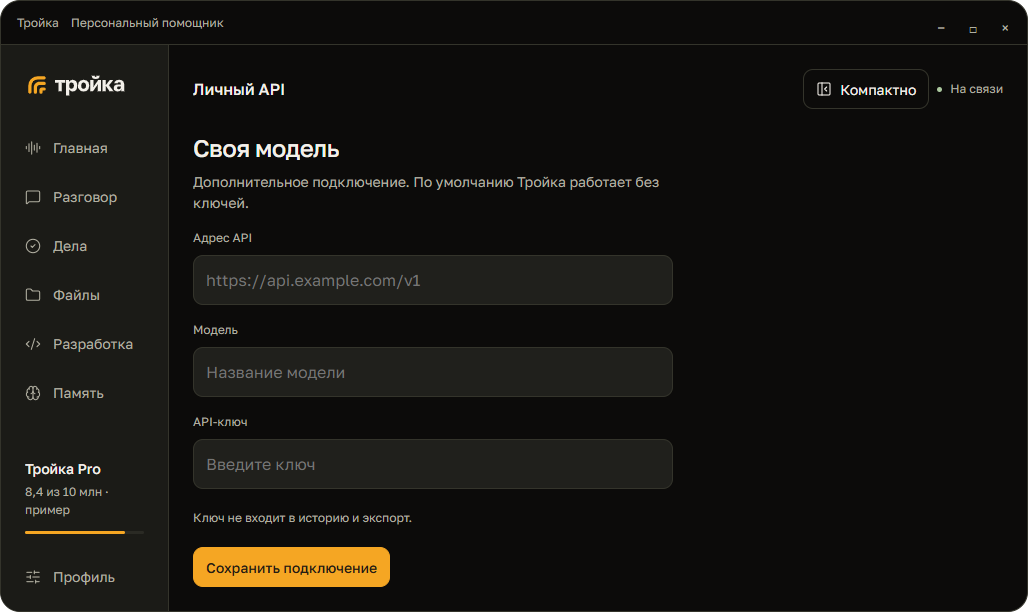 Тройка Персональный помощник
тройка
Главная
Разговор
Дела
Файлы
Разработка
Память
Тройка Pro
8,4 из 10 млн ·
пример
Профиль
Личный API
Компактно
На связи
Своя модель
Дополнительное подключение. По умолчанию Тройка работает без
ключей.
Адрес API
https://api.example.com/v1
Модель
Название модели
API-ключ
Введите ключ
Ключ не входит в историю и экспорт.
Сохранить подключение